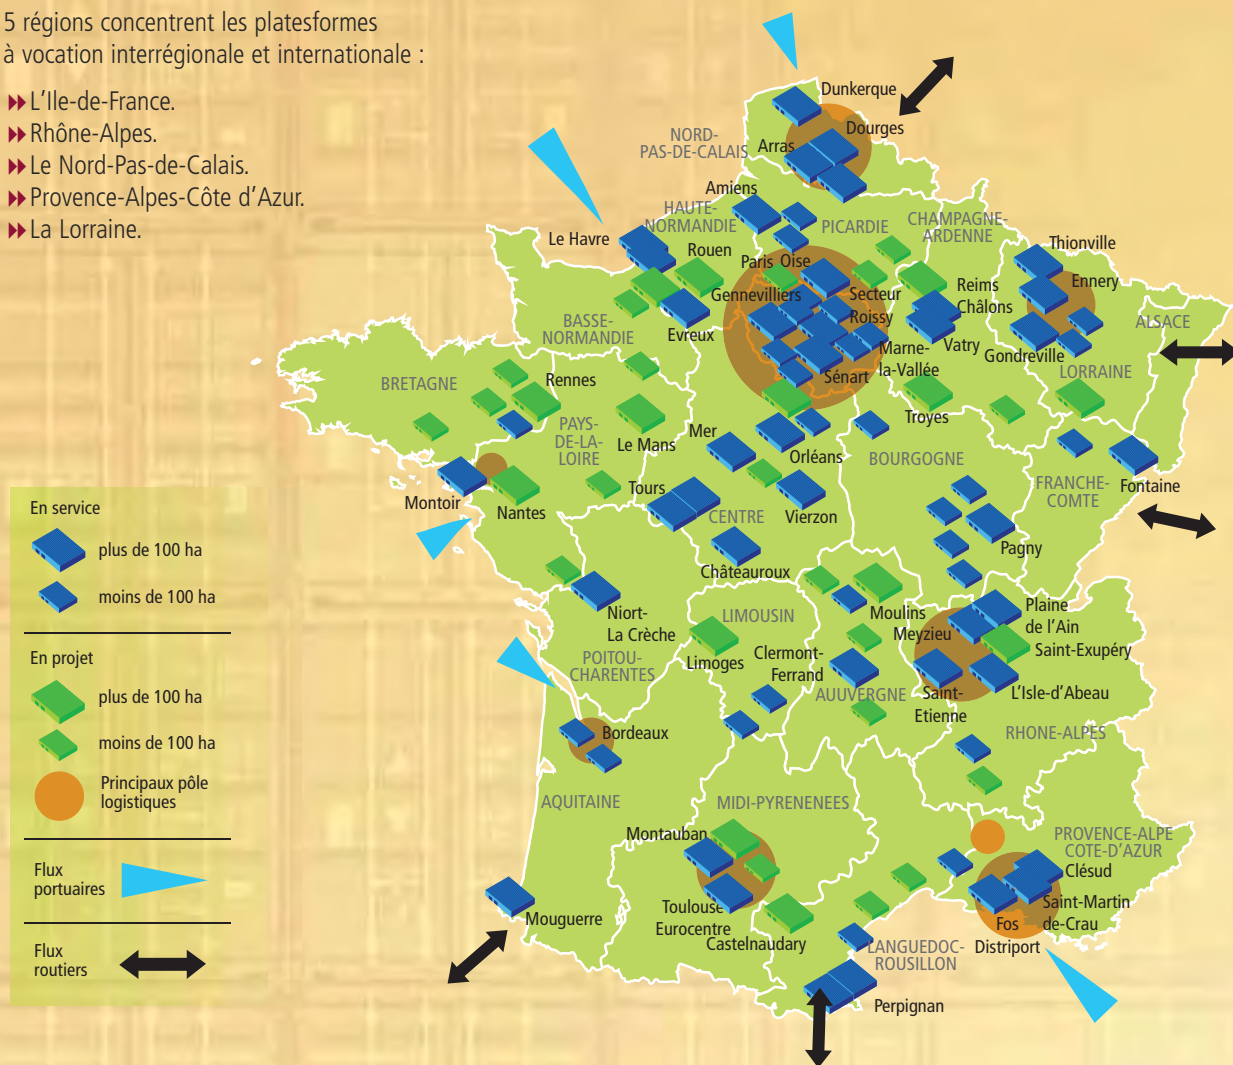 5 régions concentrent les platesformes
à vocation interrégionale et internationale :
L'Ile-de-France.
Rhône-Alpes.
Le Nord-Pas-de-Calais.
Provence-Alpes-Côte d'Azur.
La Lorraine.
Dunkerque
Dourges
NORD-
PAS-DE-CALAIS
Arras
Amiens
HAUTE-
NORMANDIE
PICARDIE
CHAMPAGNE-
ARDENNE
Le Havre
Rouen
Paris Oise
Thionville
Ennery
Gennevilliers
Secteur
Roissy
Reims
Châlons
Vatry
Evreux
BASSE-
NORMANDIE
Marne-
la-Vallée
Sénart
Gondreville
ALSACE
LORRAINE
BRETAGNE
Rennes
PAYS-
DE-LA-
LOIRE
Le Mans
Mer
Orléans
Troyes
BOURGOGNE
FRANCHE-
COMTE
Fontaine
Montoir
Nantes
Tours
CENTRE
Vierzon
Pagny
Châteauroux
Niort-
La Crèche
LIMOUSIN
Limoges
POITOU-
CHARENTES
Moulins
Meyzieu
Plaine
de l'Ain
Saint-Exupéry
Clermont-
Ferrand
AUUVERGNE
Saint-
Etienne
L'Isle-d'Abeau
RHONE-ALPES
Bordeaux
AQUITAINE
MIDI-PYRENENEES
Montauban
Toulouse
Eurocentre
Castelnaudary
Mouguerre
PROVENCE-ALPE
COTE-D'AZUR
Clésud
Saint-Martin
de-Crau
Fos
Distriport
LANGUEDOC-
ROUSILLON
Perpignan
En service
plus de 100 ha
moins de 100 ha
En projet
plus de 100 ha
moins de 100 ha
Principaux pôle
logistiques
Flux
portuaires
Flux
routiers